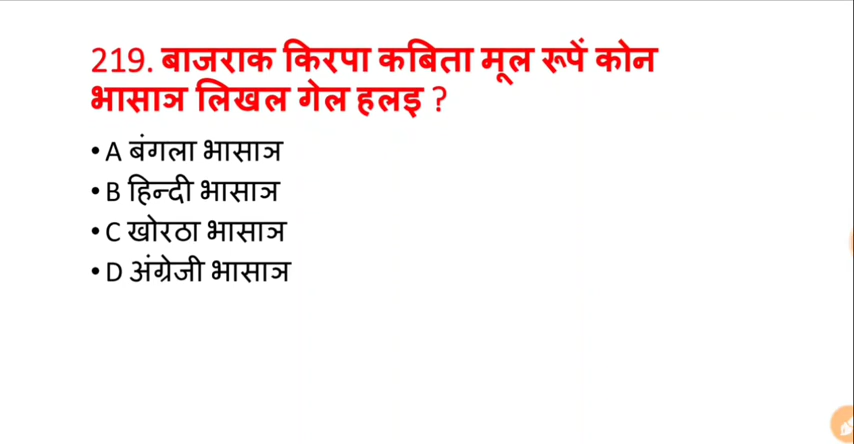 219. बाजराक किरपा कबिता मूल रूपें कोन
भासाञ लिखल गेल हलइ ?
• A बंगला भासाञ
• B हिन्दी भासाञ
• C खोरठा भासाञ
• D अंग्रेजी भासाञ